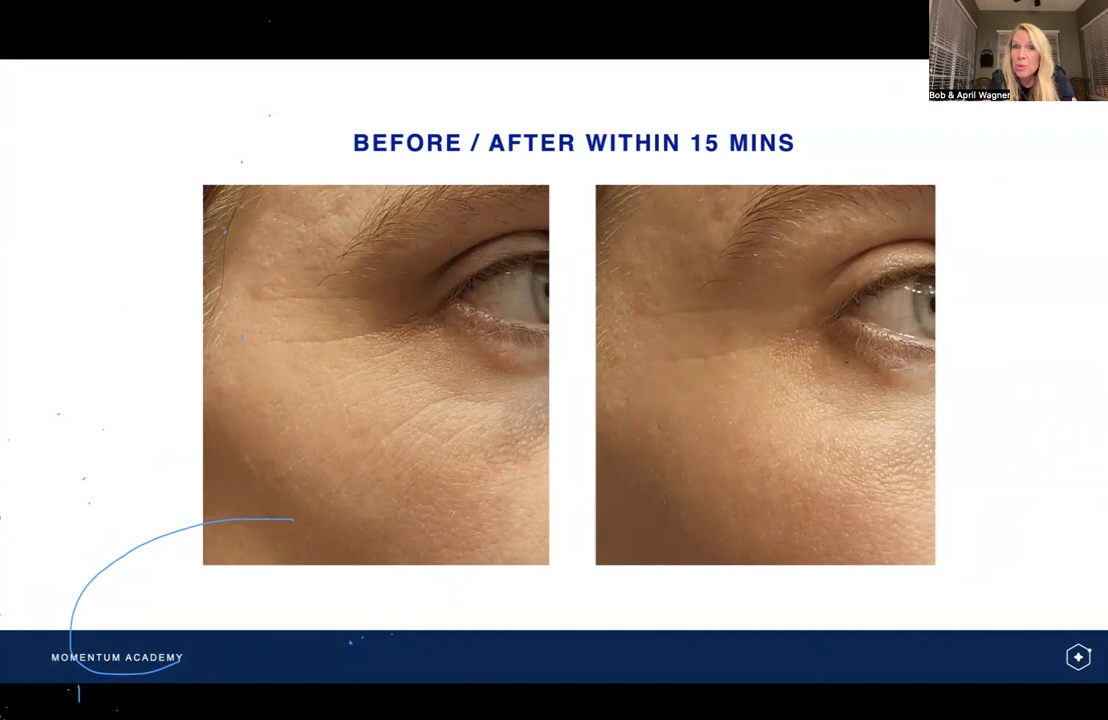 Bob & April Wagner
BEFORE / AFTER WITHIN 15 MINS
MOMENTUM ACADEMY